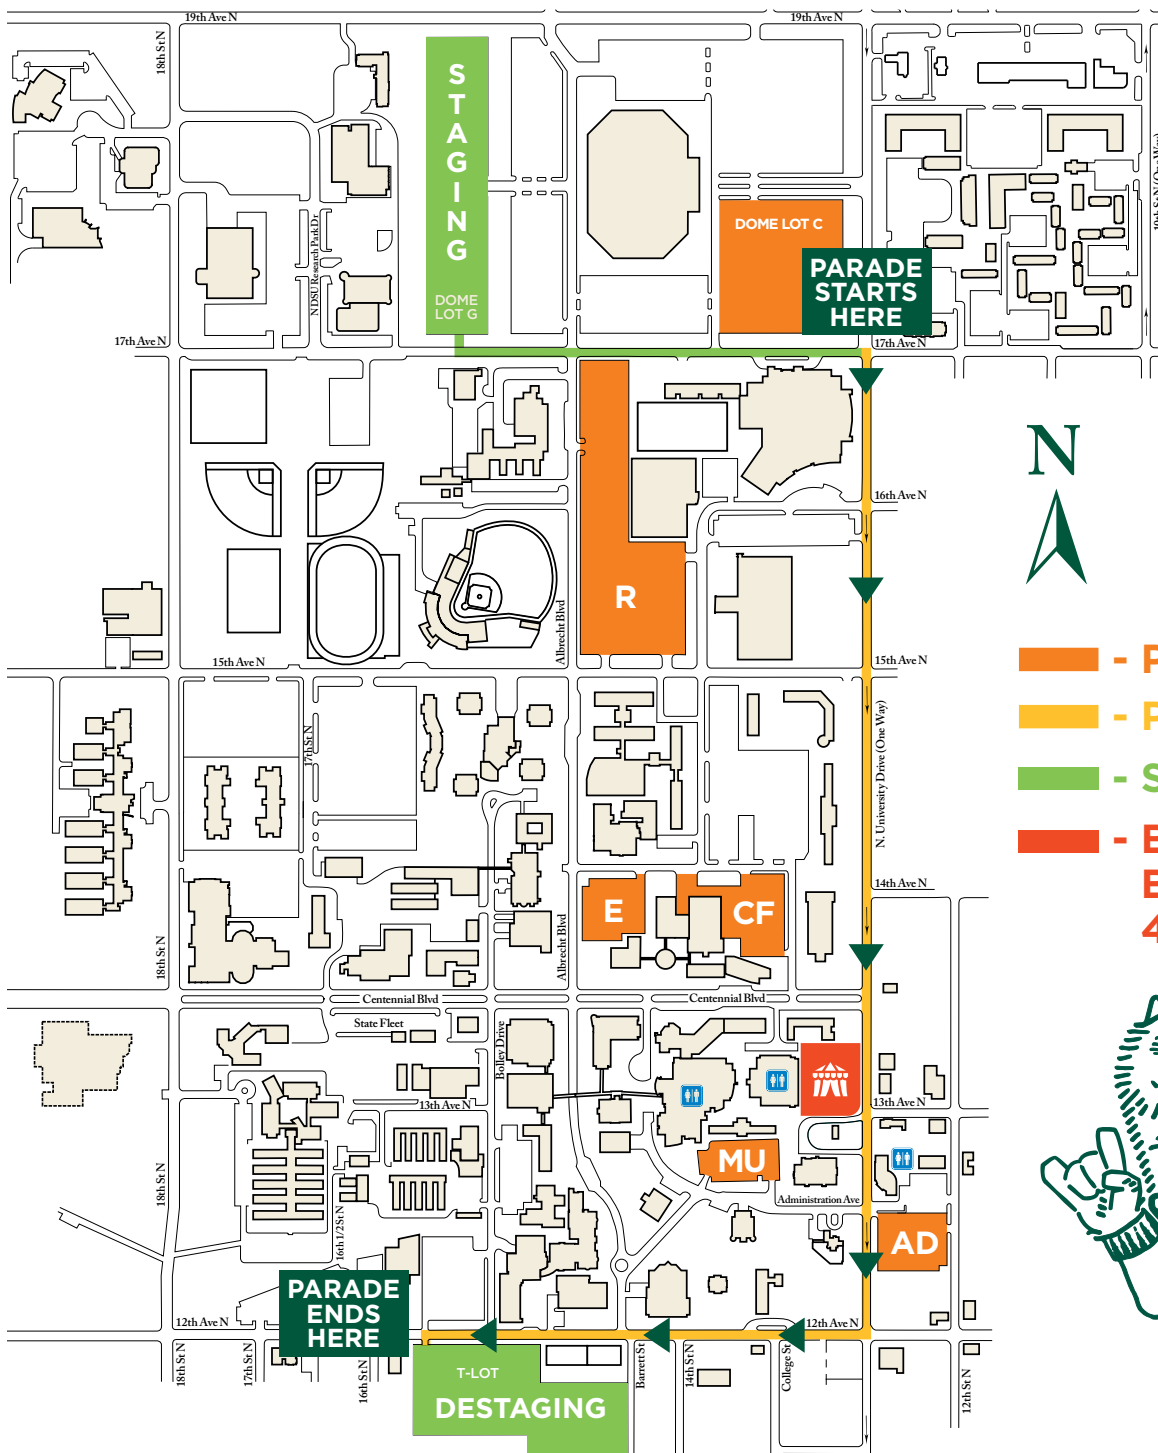 19th Ave N
19th Ave N
18th St N
STAGING
DOME
LOT G
DOME LOT C
PARADE
STARTS
HERE
NDSU Research Park Dr
17th Ave N
17th Ave N
N
16th Ave N
R
Albrecht Blvd
15th Ave N
15th Ave N
- P
- P
- S
- E
E
4
17th St N
N. University Drive (One Way)
14th Ave N
E
CF
18th St N
Albrecht Blvd
Centennial Blvd
Centennial Blvd
State Fleet
Bolley Drive
13th Ave N
13th Ave N
MU
18th St N
Administration Ave
16th 1/2 St N
AD
PARADE
ENDS
HERE
12th Ave N
12th Ave N
18th St N
17th St N
16th St N
T-LOT
DESTAGING
Barrett St
14th St N
College St
12th St N